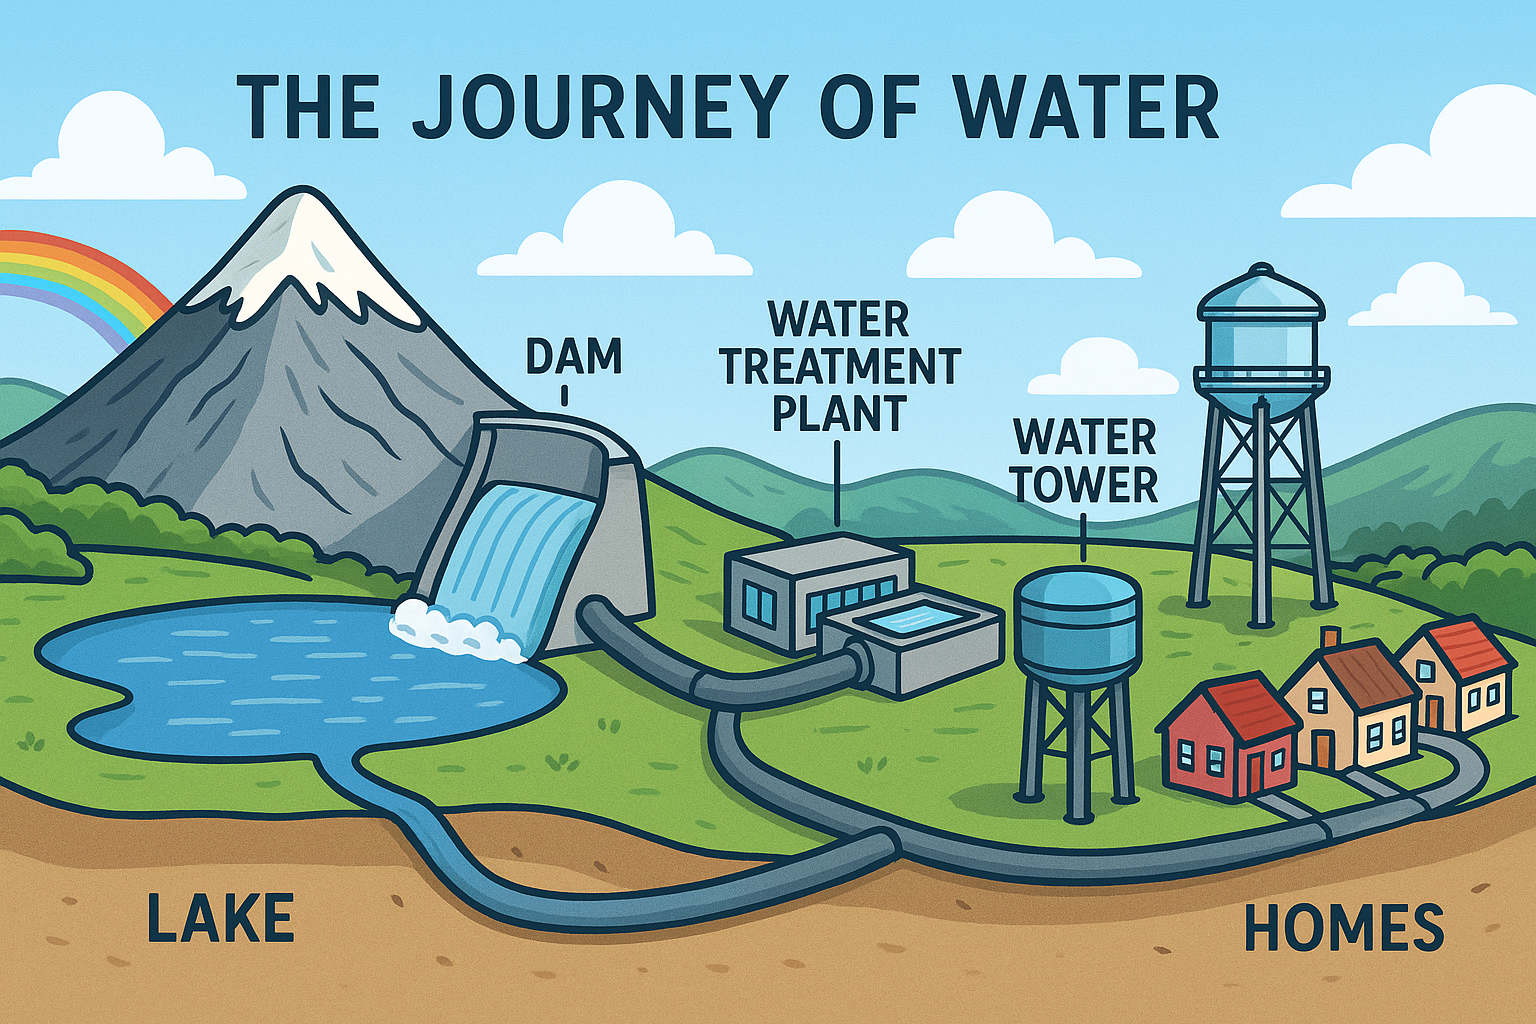 THE JOURNEY OF WATER
DAM
WATER
TREATMENT
PLANT
WATER
TOWER
LAKE
HOMES